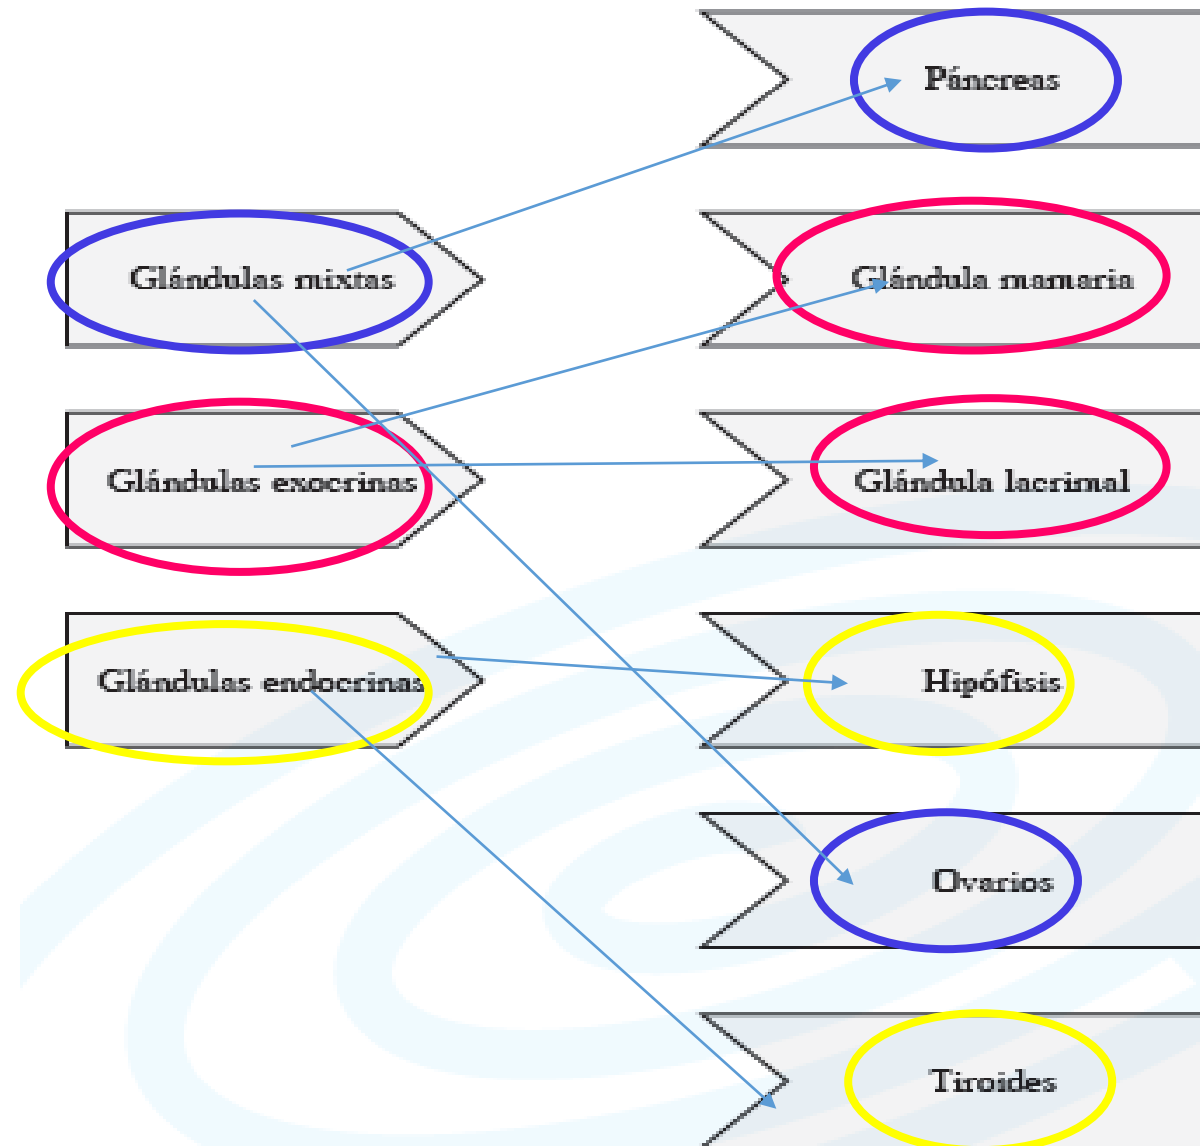 Páncreas
Glándulas mixtas
Glándula mamaria
Glándulas exocrinas
Glándula lacrimal
Glándulas endocrinas
Hipófisis
Ovarios
Tiroides